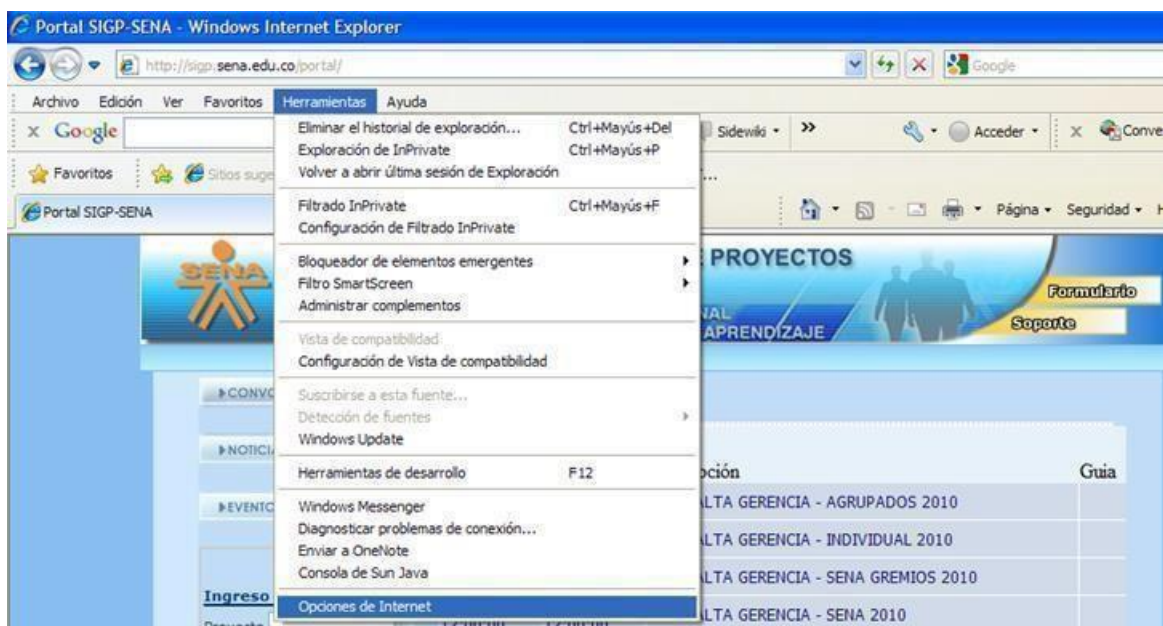 Portal SIGP-SENA - Windows Internet Explorer
http://sigp.sena.edu.co/portal/
Google
Archivo Edición Ver Favoritos Herramientas Ayuda
x Google
Sidewiki
»
Acceder
x
Favoritos
Portal SIGP-SENA
Página Seguridad
Eliminar el historial de exploración... Ctrl+Mayús+Del
Exploración de InPrivate Ctrl+Mayús+P
Volver a abrir última sesión de Exploración
Filtrado InPrivate Ctrl+Mayús+F
Configuración de Filtrado InPrivate
Bloqueador de elementos emergentes
Filtro SmartScreen
Administrar complementos
Vista de compatibilidad
Configuración de Vista de compatibilidad
Suscribirse a esta fuente...
Detección de fuentes
Windows Update
Herramientas de desarrollo F12
Windows Messenger
Diagnosticar problemas de conexión...
Enviar a OneNote
Consola de Sun Java
Opciones de Internet
SENA
PROYECTOS
APRENDIZAJE
Formulario
Soporte
Ingreso
Guia
ALTA GERENCIA - AGRUPADOS 2010
ALTA GERENCIA - INDIVIDUAL 2010
ALTA GERENCIA - SENA GREMIOS 2010
ALTA GERENCIA - SENA 2010